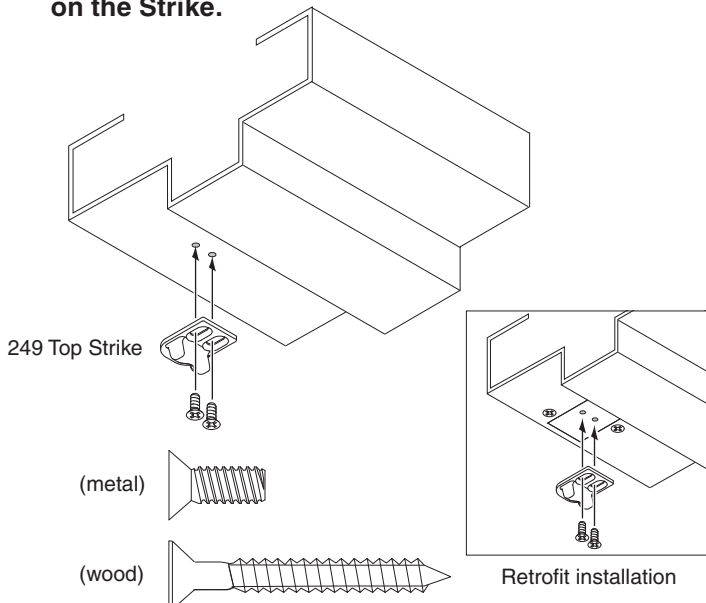 on the Strike.
249 Top Strike
(metal)
(wood)
Retrofit installation